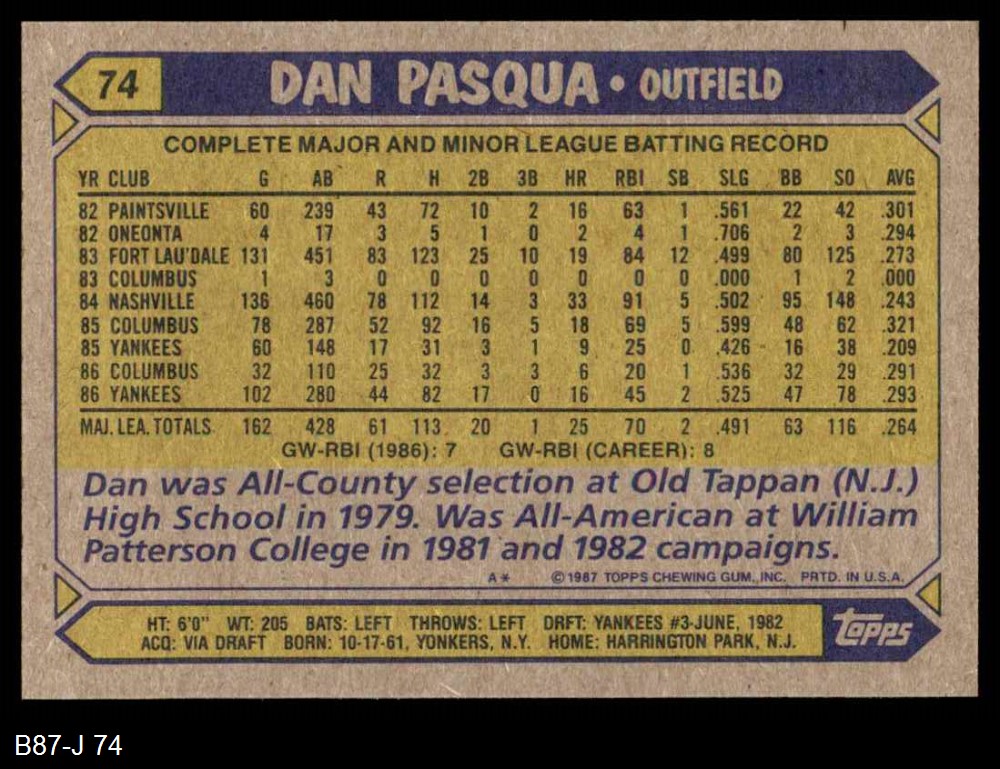 74 DAN PASQUA • OUTFIELD
COMPLETE MAJOR AND MINOR LEAGUE BATTING RECORD
YR CLUB G AB R H 2B 3B HR RBI SB SLG BB SO AVG
82 PAINTSVILLE 60 239 43 72 10 2 16 63 1 .561 22 42 .301
82 ONEONTA 4 17 3 5 1 0 2 4 1 .706 2 3 .294
83 FORT LAU'DALE 131 451 83 123 25 10 19 84 12 .499 80 125 .273
83 COLUMBUS 1 3 0 0 0 0 0 0 0 .000 1 2 .000
84 NASHVILLE 136 460 78 112 14 3 33 91 5 .502 95 148 .243
85 COLUMBUS 78 287 52 92 16 5 18 69 5 .599 48 62 .321
85 YANKEES 60 148 17 31 3 1 9 25 0 .426 16 38 .209
86 COLUMBUS 32 110 25 32 3 3 6 20 1 .536 32 29 .291
86 YANKEES 102 280 44 82 17 0 16 45 2 .525 47 78 .293
MAJ. LEA. TOTALS 162 428 61 113 20 1 25 70 2 .491 63 116 .264
GW-RBI (1986): 7 GW-RBI (CAREER): 8
Dan was All-County selection at Old Tappan (N.J.)
High School in 1979. Was All-American at William
Patterson College in 1981 and 1982 campaigns.
A* ©1987 TOPPS CHEWING GUM, INC. PRTD. IN U.S.A.
HT: 6'0" WT: 205 BATS: LEFT THROWS: LEFT DRFT: YANKEES #3-JUNE, 1982
ACQ: VIA DRAFT BORN: 10-17-61, YONKERS, N.Y. HOME: HARRINGTON PARK, N.J.
Topps
B87-J 74